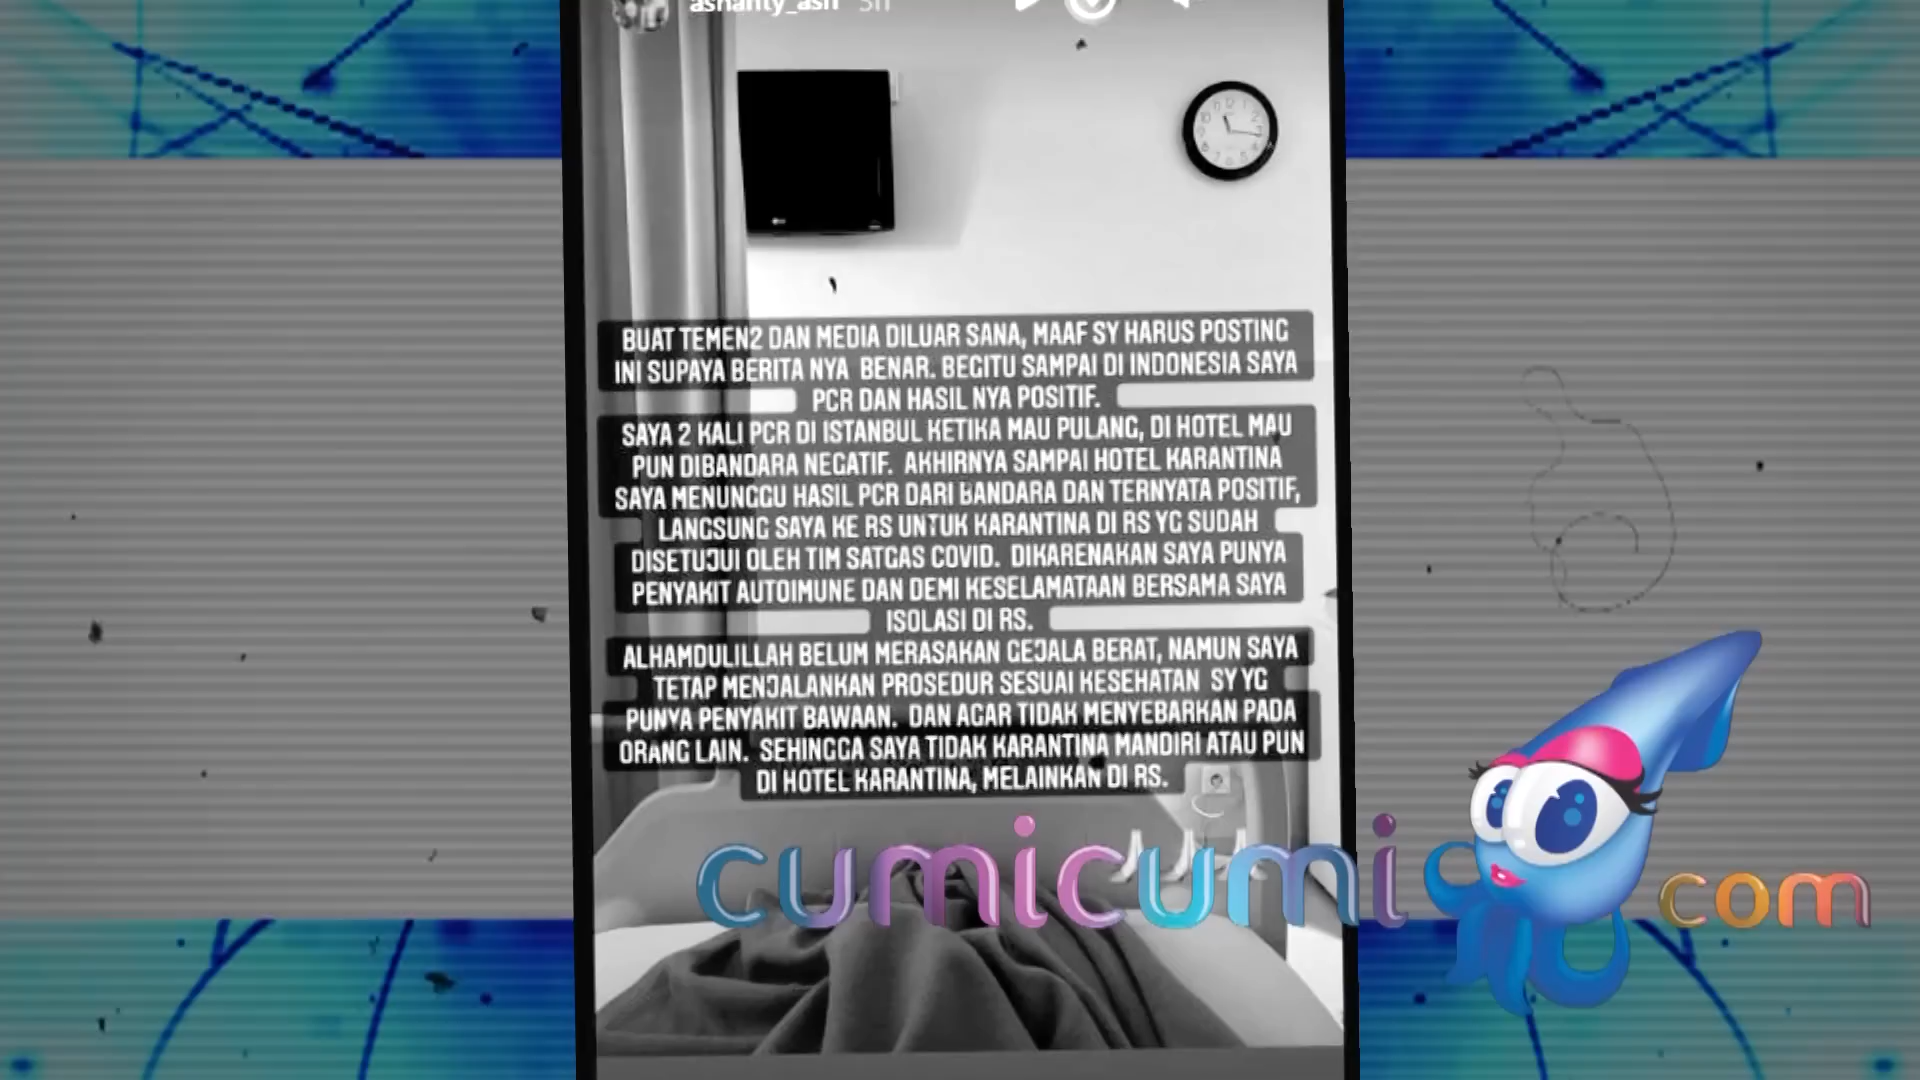 ashanty_ash 5h
BUAT TEMEN2 DAN MEDIA DILUAR SANA, MAAF SY HARUS POSTING
INI SUPAYA BERITA NYA BENAR. BEGITU SAMPAI DI INDONESIA SAYA
PCR DAN HASIL NYA POSITIF.
SAYA 2 KALI PCR DI ISTANBUL KETIKA MAU PULANG, DI HOTEL MAU
PUN DIBANDARA NEGATIF. AKHIRNYA SAMPAI HOTEL KARANTINA
SAYA MENUNGGU HASIL PCR DARI BANDARA DAN TERNYATA POSITIF,
LANGSUNG SAYA KE RS UNTUK KARANTINA DI RS YG SUDAH
DISETUJUI OLEH TIM SATGAS COVID. DIKARENAKAN SAYA PUNYA
PENYAKIT AUTOIMUNE DAN DEMI KESELAMATAAN BERSAMA SAYA
ISOLASI DI RS.
ALHAMDULILLAH BELUM MERASAKAN GEJALA BERAT, NAMUN SAYA
TETAP MENJALANKAN PROSEDUR SESUAI KESEHATAN SY YG
PUNYA PENYAKIT BAWAAN. DAN AGAR TIDAK MENYEBARKAN PADA
ORANG LAIN. SEHINGGA SAYA TIDAK KARANTINA MANDIRI ATAU PUN
DI HOTEL KARANTINA, MELAINKAN DI RS.
cumicumi com